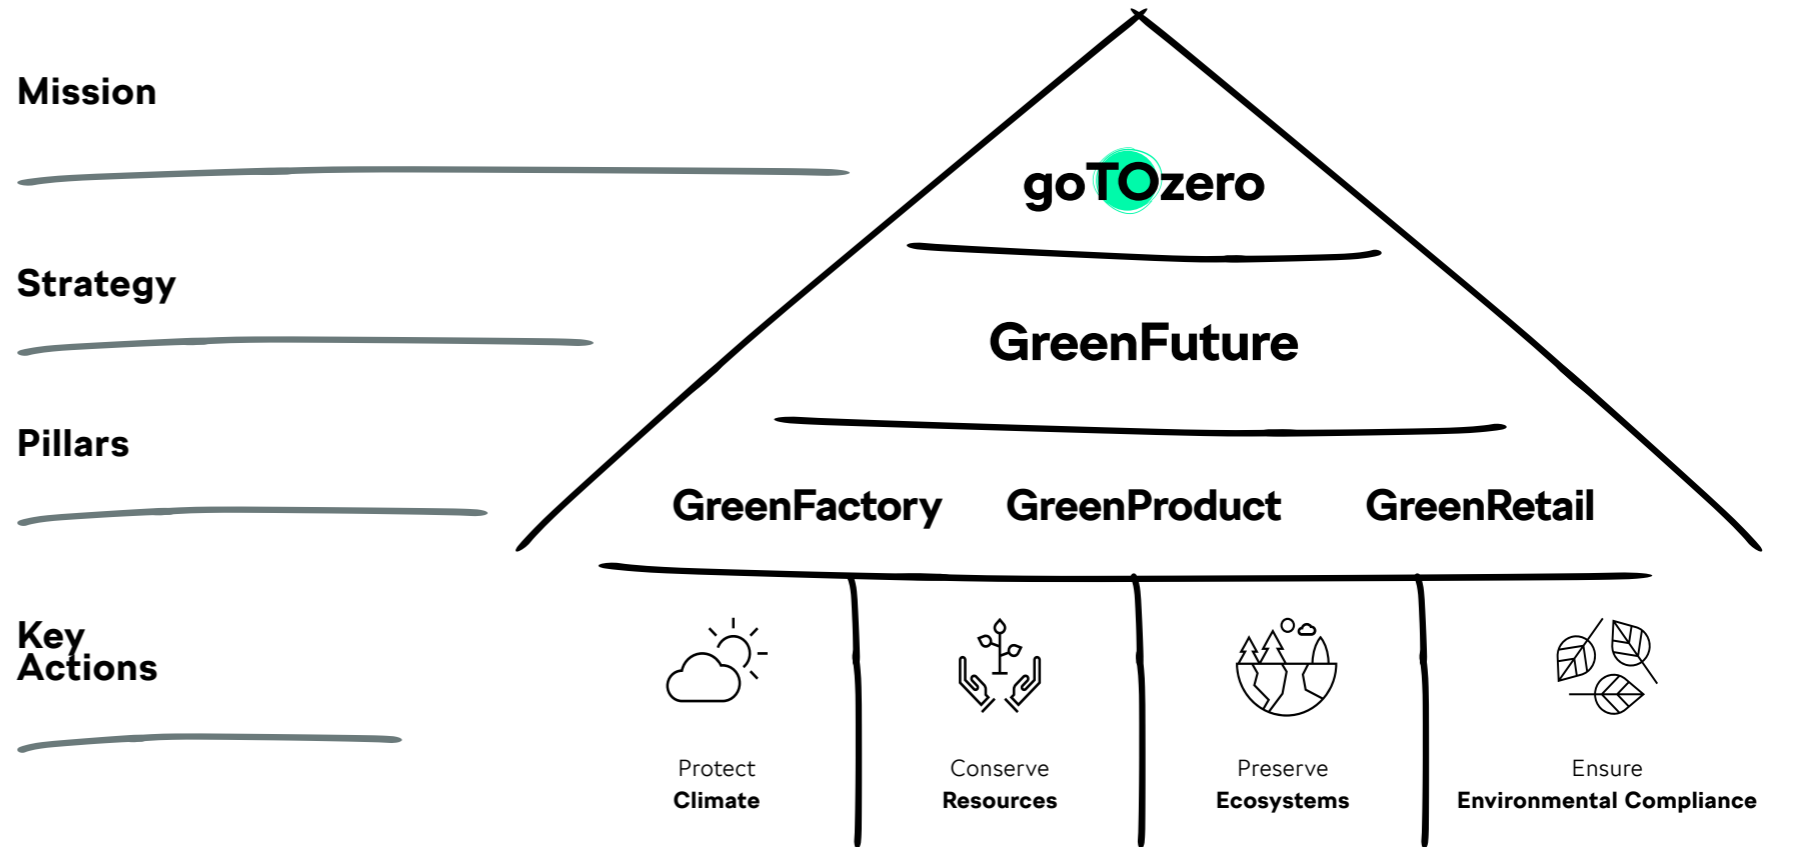 Mission
goTOzero
Strategy
GreenFuture
Pillars
GreenFactory GreenProduct GreenRetail
Key
Actions
Protect
Climate
Conserve
Resources
Preserve
Ecosystems
Ensure
Environmental Compliance